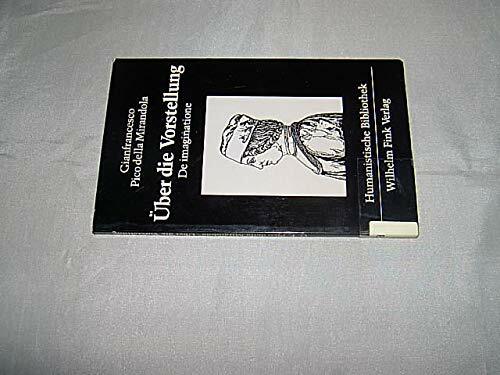 Gianfrancesco
Pico della Mirandola
Über die Vorstellung
De imaginatione
Humanistische Bibliothek
Wilhelm Fink Verlag